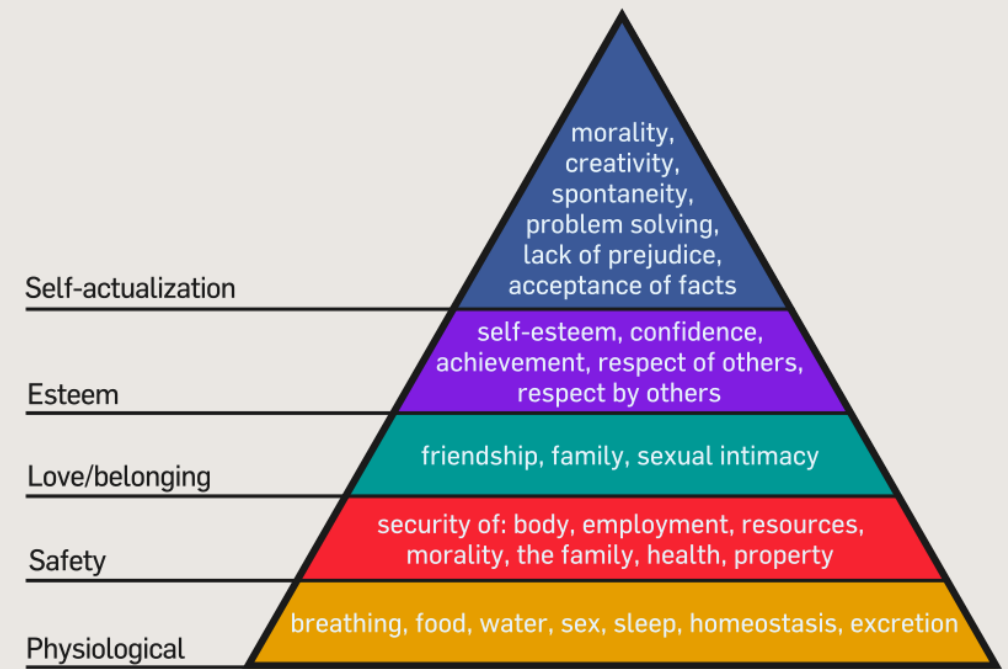 morality,
creativity,
spontaneity,
problem solving,
lack of prejudice,
acceptance of facts
Self-actualization
self-esteem, confidence,
achievement, respect of others,
respect by others
Esteem
friendship, family, sexual intimacy
Love/belonging
security of: body, employment, resources,
morality, the family, health, property
Safety
breathing, food, water, sex, sleep, homeostasis, excretion
Physiological